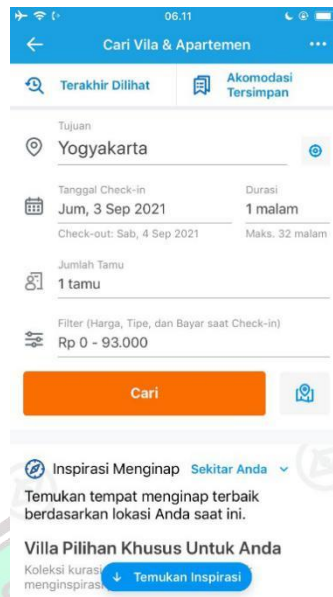 06.11
Cari Vila & Apartemen
Terakhir Dilihat
Akomodasi
Tersimpan
Tujuan
Yogyakarta
Tanggal Check-in
Durasi
Jum, 3 Sep 2021
1 malam
Check-out: Sab, 4 Sep 2021
Maks. 32 malam
Jumlah Tamu
1 tamu
Filter (Harga, Tipe, dan Bayar saat Check-in)
Rp 0 - 93.000
Cari
Inspirasi Menginap Sekitar Anda
Temukan tempat menginap terbaik
berdasarkan lokasi Anda saat ini.
Villa Pilihan Khusus Untuk Anda
Koleksi kurasi
menginspirasi
Temukan Inspirasi